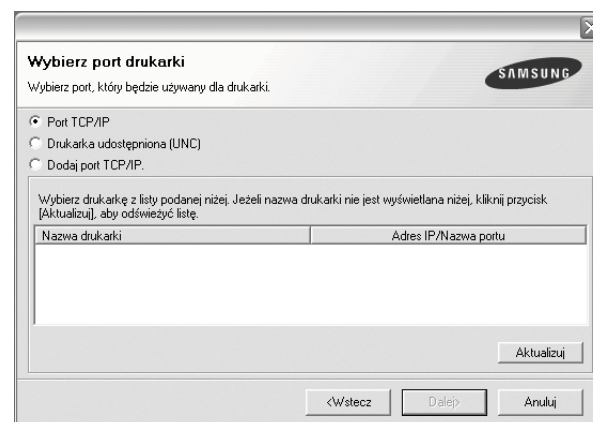 Wybierz port drukarki
Wybierz port, który będzie używany dla drukarki.
SAMSUNG
Port TCP/IP
Drukarka udostępniona (UNC)
Dodaj port TCP/IP.
Wybierz drukarkę z listy podanej niżej. Jeżeli nazwa drukarki nie jest wyświetlana niżej, kliknij przycisk
[Aktualizuj], aby odświeżyć listę.
Nazwa drukarki Adres IP/Nazwa portu
Aktualizuj
<Wstecz Dalej> Anuluj